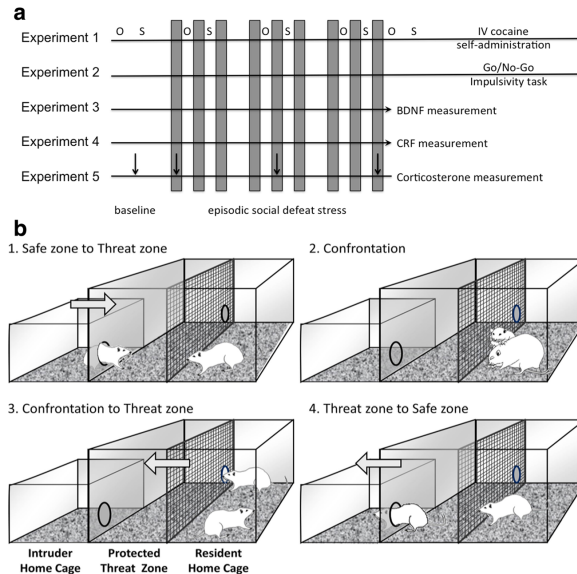 a
O S O S O S O S O S
Experiment 1
IV cocaine
self-administration
Experiment 2
Go/No-Go
Impulsivity task
Experiment 3
BDNF measurement
Experiment 4
CRF measurement
Experiment 5
Corticosterone measurement
baseline episodic social defeat stress
b
1. Safe zone to Threat zone
2. Confrontation
3. Confrontation to Threat zone
4. Threat zone to Safe zone
Intruder Protected Resident
Home Cage Threat Zone Home Cage